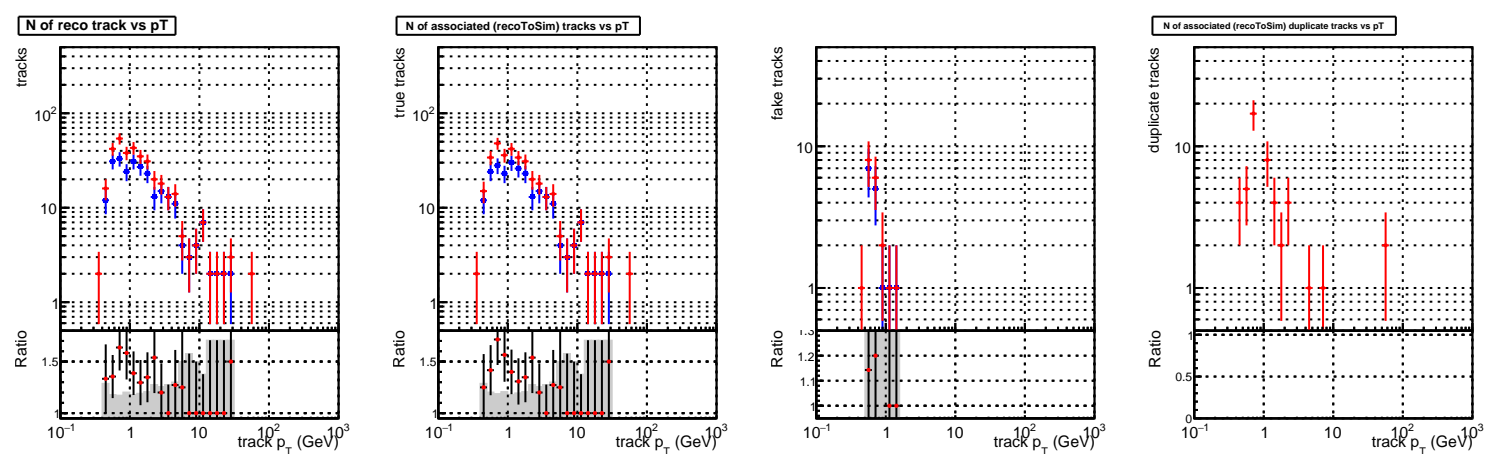 N of reco track vs pT
tracks
10²
10
1
Ratio
1.5
1
10⁻¹ 1 10 10² 10³
track p_T (GeV)
N of associated (recoToSim) tracks vs pT
true tracks
10²
10
1
Ratio
1.5
1
10⁻¹ 1 10 10² 10³
track p_T (GeV)
fake tracks
10
1
Ratio
1.3
1.2
1.1
1
10⁻¹ 1 10 10² 10³
track p_T (GeV)
N of associated (recoToSim) duplicate tracks vs pT
duplicate tracks
10
1
Ratio
1
0.5
0
10⁻¹ 1 10 10² 10³
track p_T (GeV)